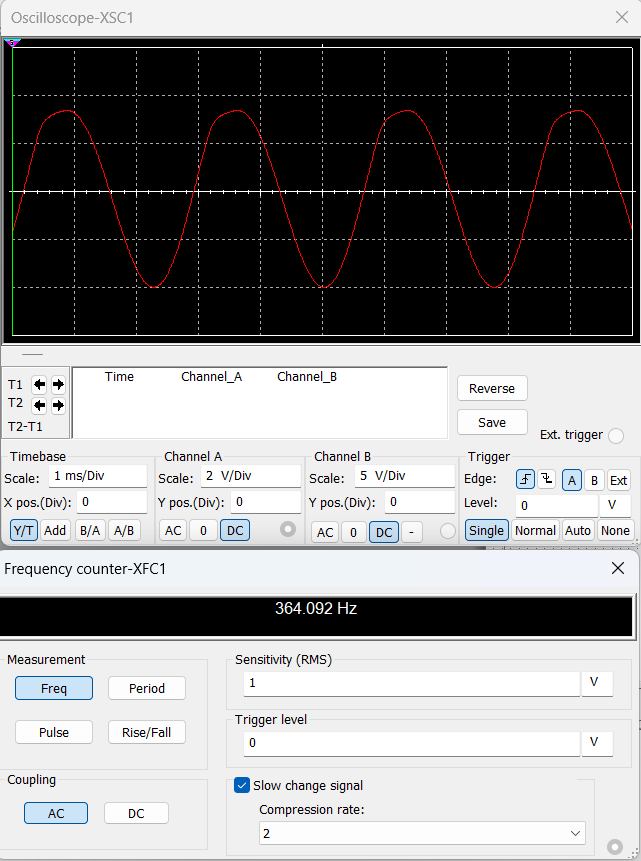 Oscilloscope-XSC1
Time Channel_A Channel_B
T1
T2
T2-T1
Reverse
Save
Ext. trigger
Timebase
Scale: 1 ms/Div
X pos.(Div): 0
Y/T Add B/A A/B
Channel A
Scale: 2 V/Div
Y pos.(Div): 0
AC 0 DC
Channel B
Scale: 5 V/Div
Y pos.(Div): 0
AC 0 DC -
Trigger
Edge: A B Ext
Level: 0 V
Single Normal Auto None
Frequency counter-XFC1
364.092 Hz
Measurement
Freq Period
Pulse Rise/Fall
Coupling
AC DC
Sensitivity (RMS)
1 V
Trigger level
0 V
Slow change signal
Compression rate:
2